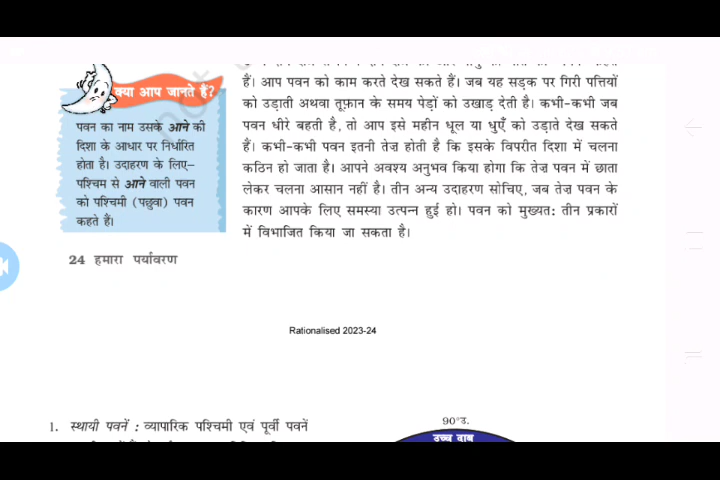 क्या आप जानते हैं?
पवन का नाम उसके आने की
दिशा के आधार पर निर्धारित
होता है। उदाहरण के लिए–
पश्चिम से आने वाली पवन
को पश्चिमी (पछुवा) पवन
कहते हैं।
हैं। आप पवन को काम करते देख सकते हैं। जब यह सड़क पर गिरी पत्तियों
को उड़ाती अथवा तूफ़ान के समय पेड़ों को उखाड़ देती है। कभी-कभी जब
पवन धीरे बहती है, तो आप इसे महीन धूल या धुएँ को उड़ाते देख सकते
हैं। कभी-कभी पवन इतनी तेज़ होती है कि इसके विपरीत दिशा में चलना
कठिन हो जाता है। आपने अवश्य अनुभव किया होगा कि तेज़ पवन में छाता
लेकर चलना आसान नहीं है। तीन अन्य उदाहरण सोचिए, जब तेज़ पवन के
कारण आपके लिए समस्या उत्पन्न हुई हो। पवन को मुख्यत: तीन प्रकारों
में विभाजित किया जा सकता है।
24 हमारा पर्यावरण
Rationalised 2023-24
1. स्थायी पवनें : व्यापारिक पश्चिमी एवं पूर्वी पवनें
90°उ.
उच्च दाब